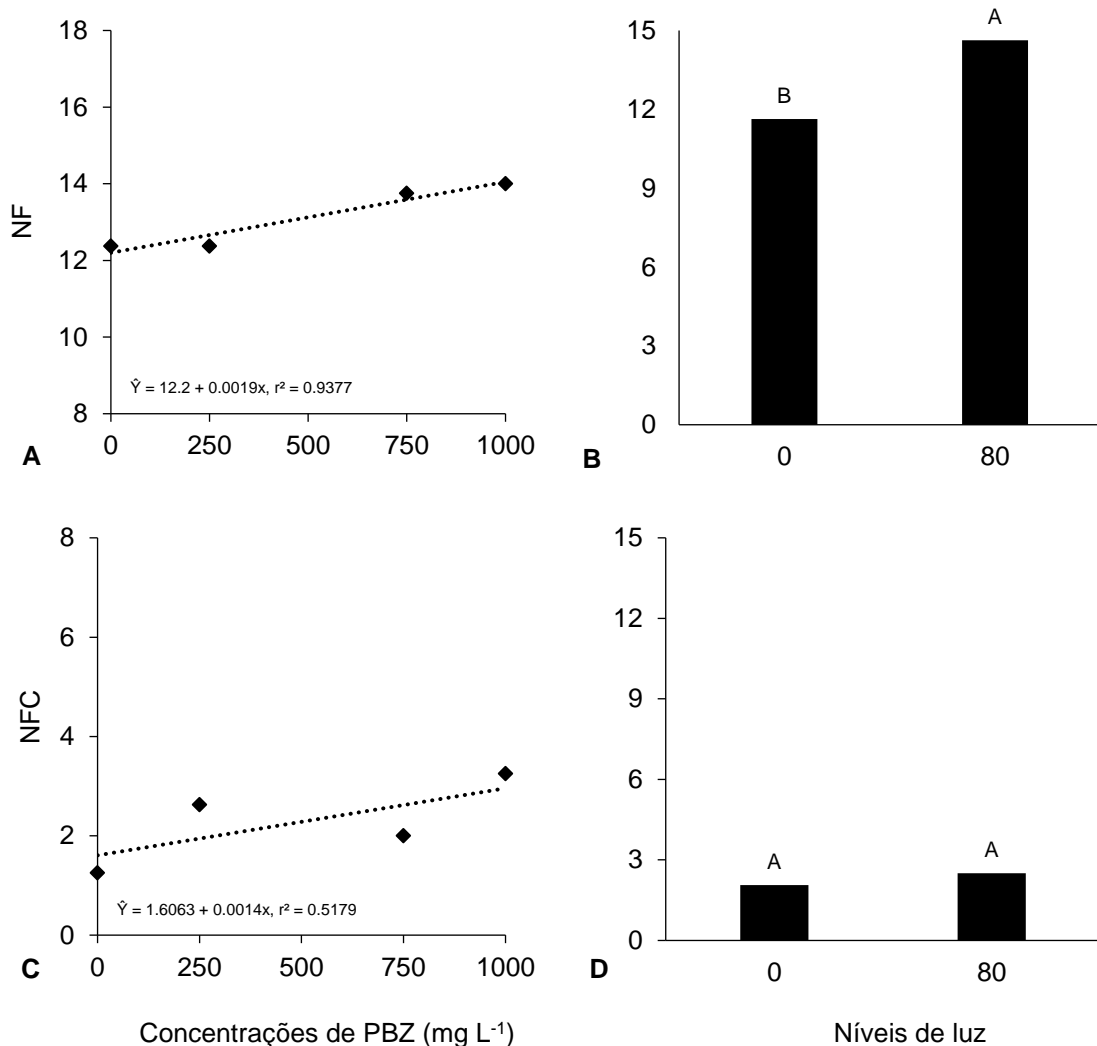 18
16
14
12
10
8
NF
Ŷ = 12.2 + 0.0019x, r² = 0.9377
0 250 500 750 1000
A
15
12
9
6
3
0
B
A
0 80
B
8
6
4
2
0
NFC
Ŷ = 1.6063 + 0.0014x, r² = 0.5179
0 250 500 750 1000
C
Concentrações de PBZ (mg L⁻¹)
15
12
9
6
3
0
A
A
0 80
D
Níveis de luz